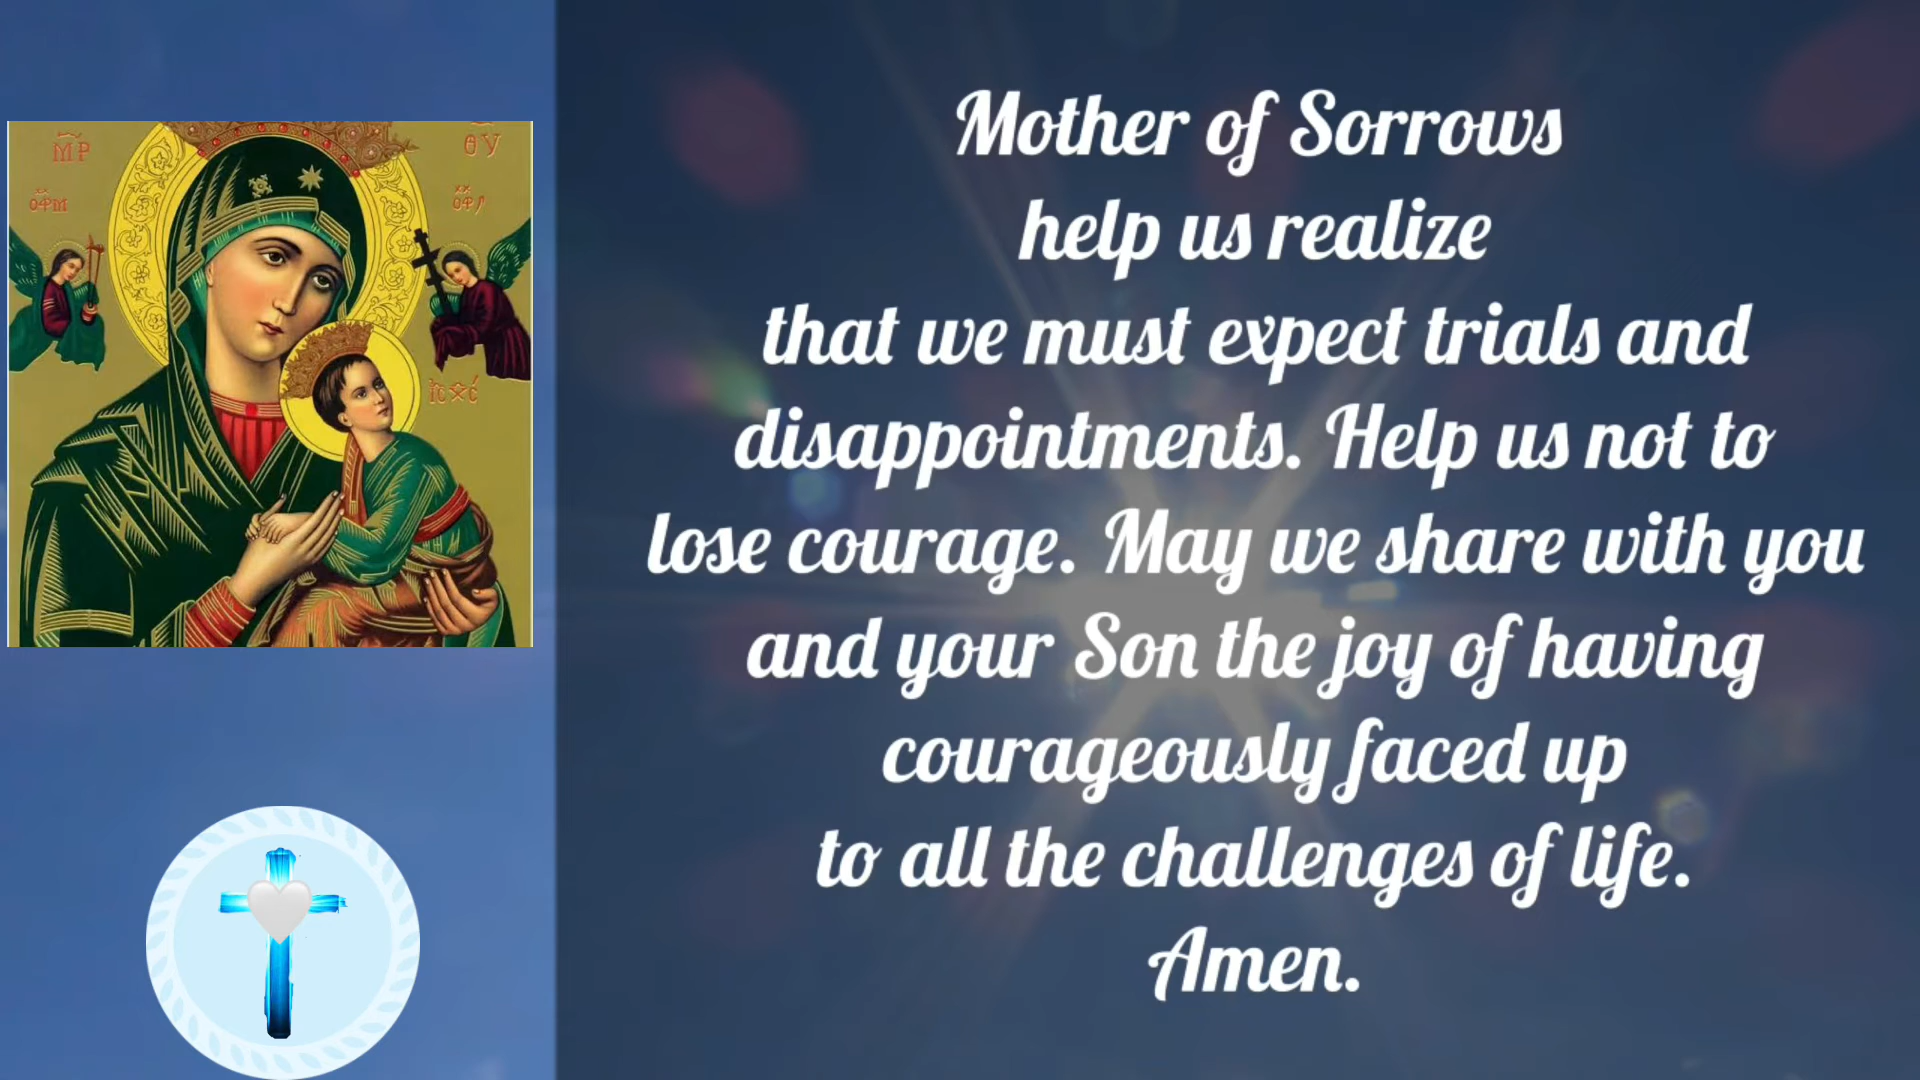 ΜΡ
ΘΥ
Mother of Sorrows
help us realize
that we must expect trials and
disappointments. Help us not to
lose courage. May we share with you
and your Son the joy of having
courageously faced up
to all the challenges of life.
Amen.